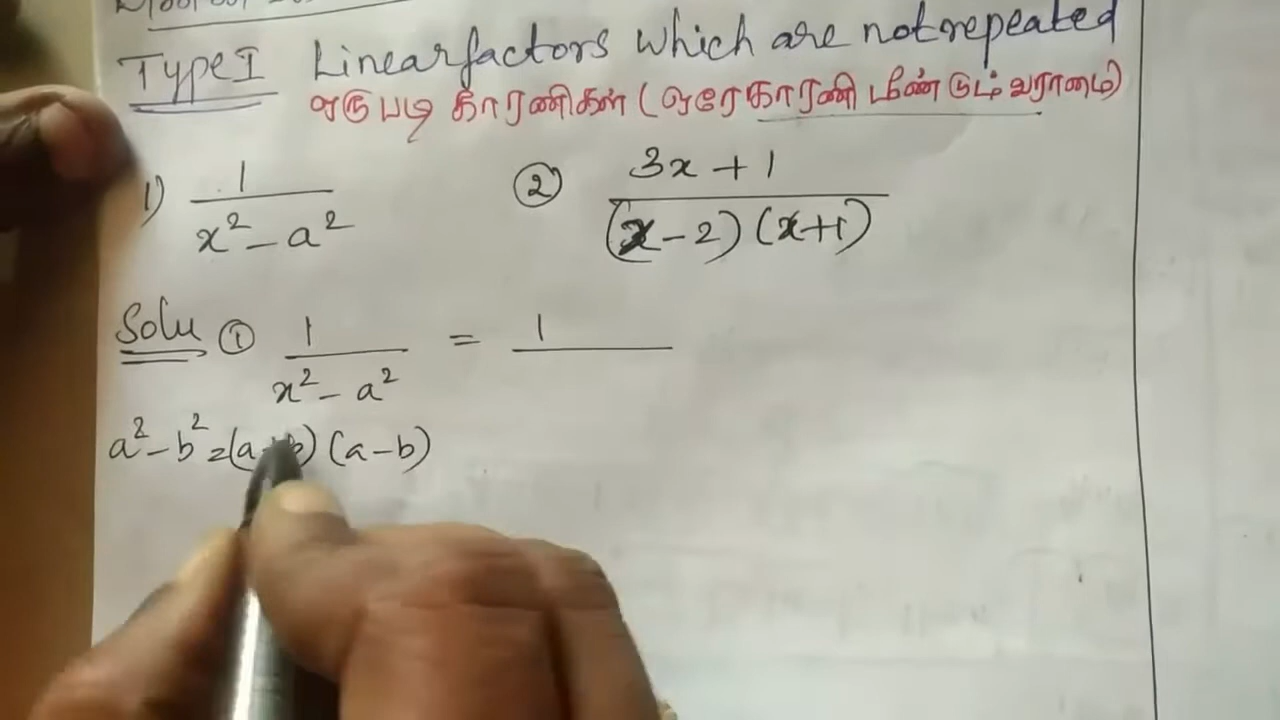 Type I Linear factors which are not repeated
ஒரு படி காரணிகள் (ஒரே காரணி மீண்டும் வராமை)
1) 1/(x² - a²) ② (3x + 1)/((x - 2)(x + 1))
Solu ① 1/(x² - a²) = 1/
a² - b² = (a + b) (a - b)